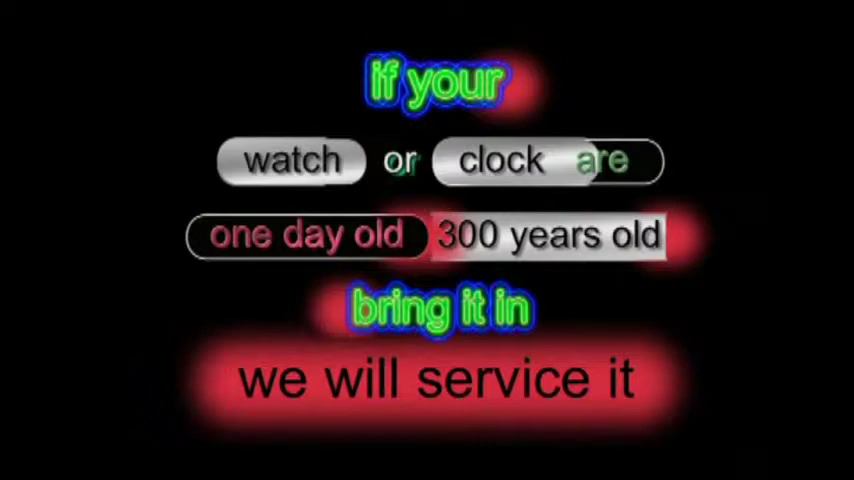 if your
watch or clock are
one day old 300 years old
bring it in
we will service it